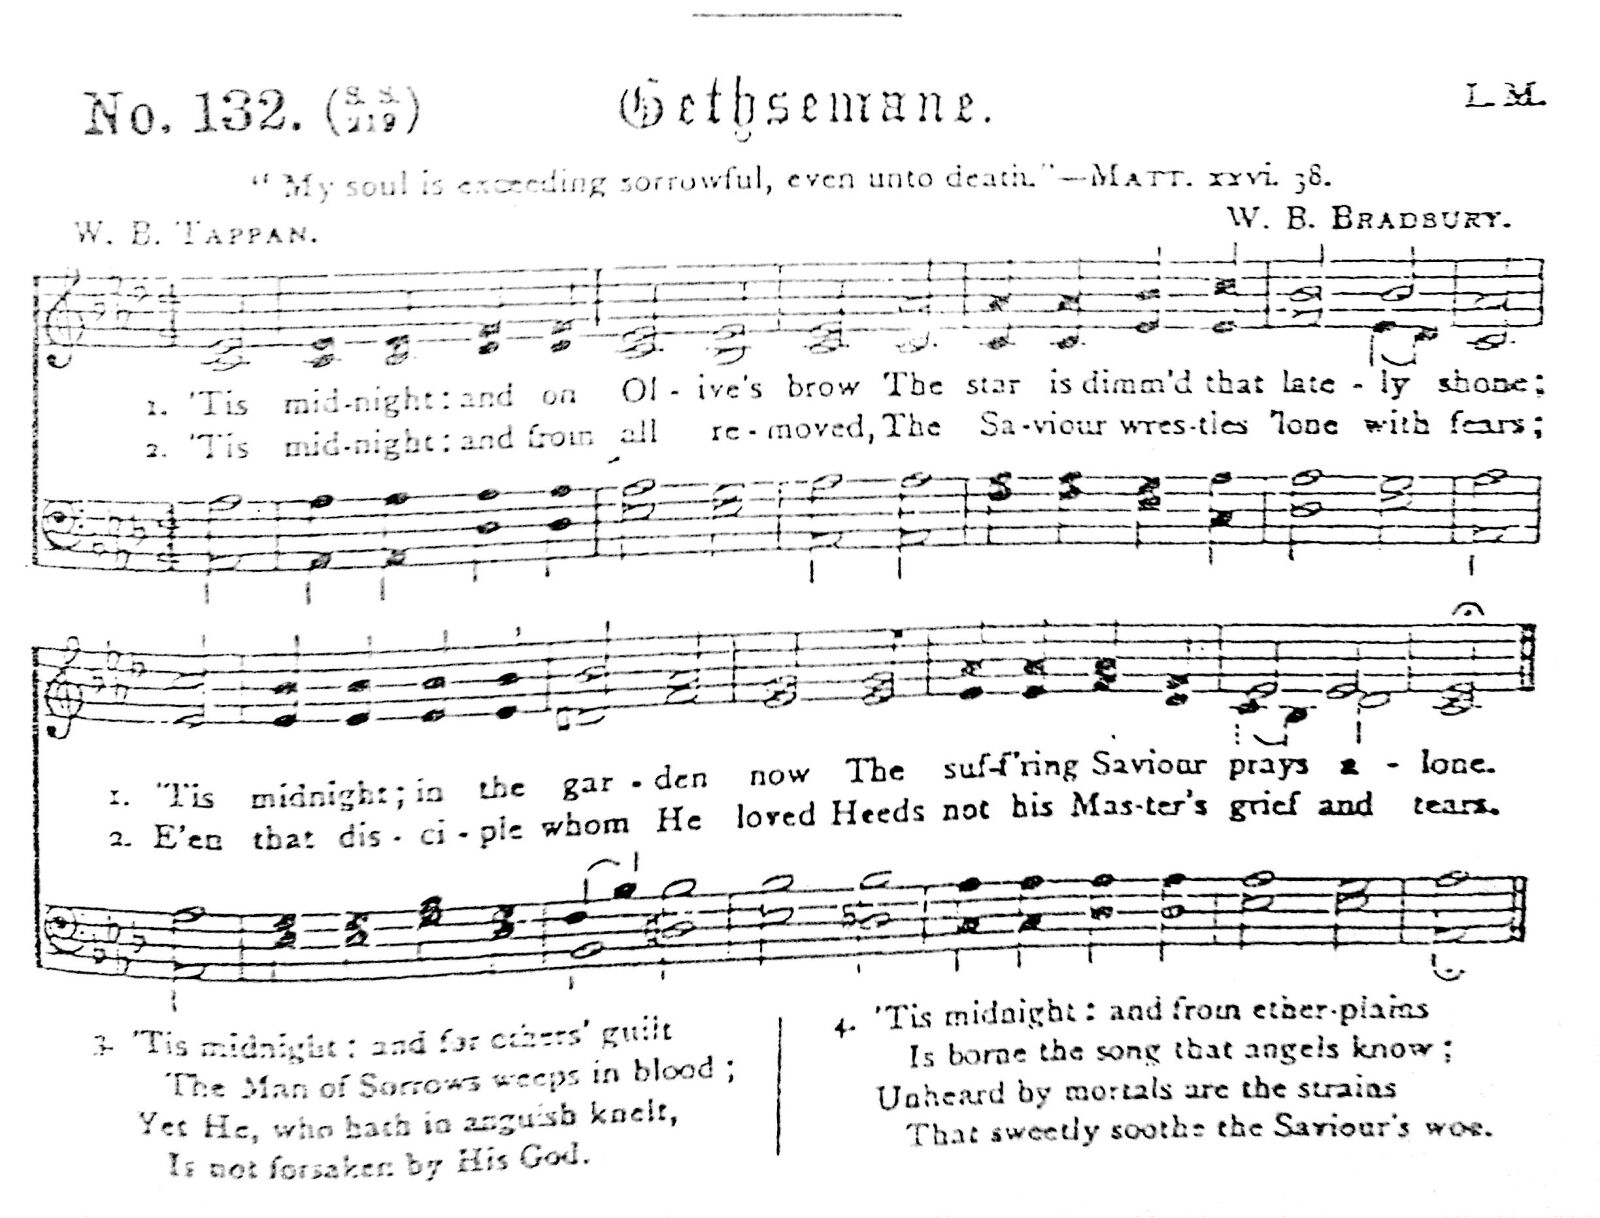 No. 132. (S. S. 219) Gethsemane. L. M.
"My soul is exceeding sorrowful, even unto death."—MATT. xxvi. 38.
W. B. TAPPAN. W. B. BRADBURY.
1. 'Tis mid-night: and on Ol - ive's brow The star is dimm'd that late - ly shone;
2. 'Tis mid-night: and from all re - moved, The Sa-viour wres-tles 'lone with fears;
1. 'Tis midnight; in the gar - den now The suf-f'ring Saviour prays a - lone.
2. E'en that dis - ci - ple whom He loved Heeds not his Mas-ter's grief and tears.
3. 'Tis midnight: and for others' guilt
The Man of Sorrows weeps in blood;
Yet He, who hath in anguish knelt,
Is not forsaken by His God.
4. 'Tis midnight: and from ether-plains
Is borne the song that angels know;
Unheard by mortals are the strains
That sweetly soothe the Saviour's woe.